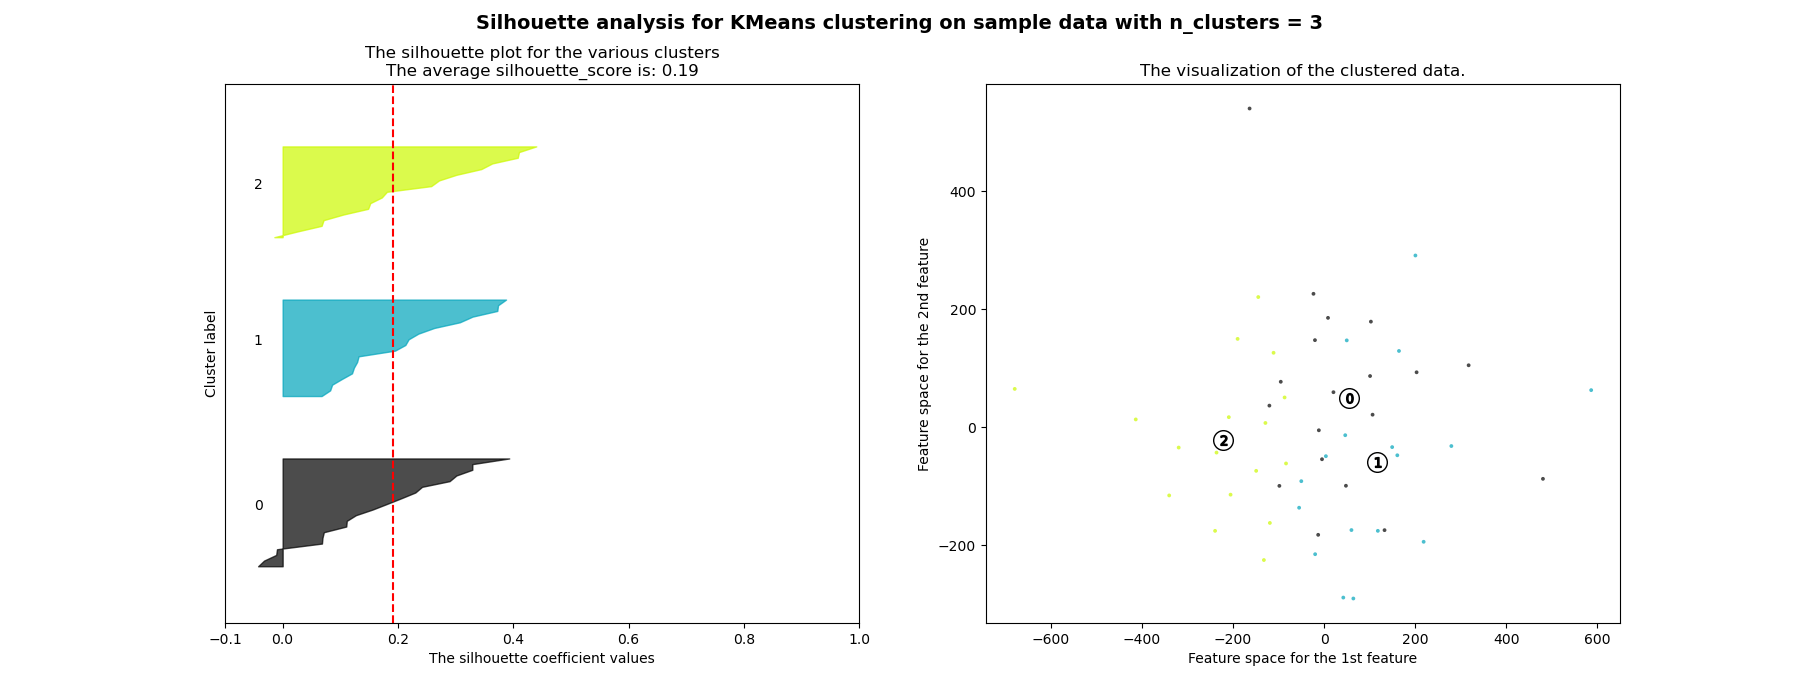 Silhouette analysis for KMeans clustering on sample data with n_clusters = 3
The silhouette plot for the various clusters
The average silhouette_score is: 0.19
2
1
0
Cluster label
−0.1 0.0 0.2 0.4 0.6 0.8 1.0
The silhouette coefficient values
The visualization of the clustered data.
400
200
0
−200
Feature space for the 2nd feature
0
2
1
−600 −400 −200 0 200 400 600
Feature space for the 1st feature